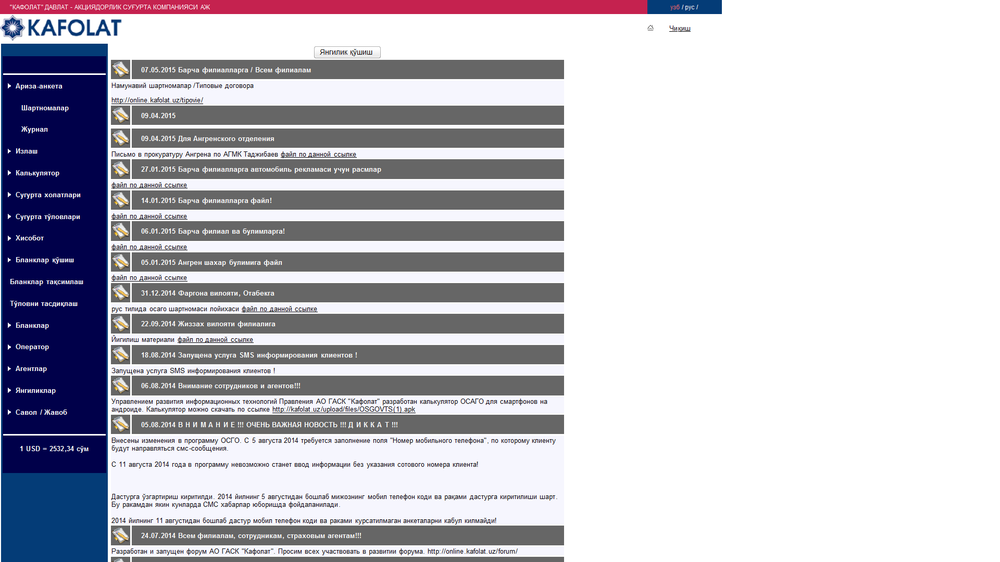 "КАФОЛАТ" ДАВЛАТ - АКЦИЯДОРЛИК СУҒУРТА КОМПАНИЯСИ АЖ
узб / рус /
KAFOLAT
Чиқиш
Янгилик қўшиш
07.05.2015 Барча филиалларга / Всем филиалам
Намунавий шартномалар /Типовые договора
http://online.kafolat.uz/tipovie/
09.04.2015
09.04.2015 Для Ангренского отделения
Письмо в прокуратуру Ангрена по АГМК Таджибаев файл по данной ссылке
27.01.2015 Барча филиалларга автомобиль рекламаси учун расмлар
файл по данной ссылке
14.01.2015 Барча филиалларга файл!
файл по данной ссылке
06.01.2015 Барча филиал ва булимларга!
файл по данной ссылке
05.01.2015 Ангрен шахар булимига файл
файл по данной ссылке
31.12.2014 Фаргона вилояти, Отабекга
рус тилида осаго шартномаси лойихаси файл по данной ссылке
22.09.2014 Жиззах вилояти филиалига
Йигилиш материали файл по данной ссылке
18.08.2014 Запущена услуга SMS информирования клиентов !
Запущена услуга SMS информирования клиентов !
06.08.2014 Внимание сотрудников и агентов!!!
Управлением развития информационных технологий Правления АО ГАСК "Кафолат" разработан калькулятор ОСАГО для смартфонов на
андроиде. Калькулятор можно скачать по ссылке http://kafolat.uz/upload/files/OSGOVTS(1).apk
05.08.2014 В Н И М А Н И Е !!! ОЧЕНЬ ВАЖНАЯ НОВОСТЬ !!! Д И К К А Т !!!
Внесены изменения в программу ОСГО. С 5 августа 2014 требуется заполнение поля "Номер мобильного телефона", по которому клиенту
будут направляться смс-сообщения.
С 11 августа 2014 года в программу невозможно станет ввод информации без указания сотового номера клиента!
Дастурга ўзгартириш киритилди. 2014 йилнинг 5 августидан бошлаб мижознинг мобил телефон коди ва рақами дастурга киритилиши шарт.
Бу ракамдан якин кунларда СМС хабарлар юборишда фойдаланилади.
2014 йилнинг 11 августидан бошлаб дастур мобил телефон коди ва раками курсатилмаган анкеталарни кабул килмайди!
24.07.2014 Всем филиалам, сотрудникам, страховым агентам!!!
Разработан и запущен форум АО ГАСК "Кафолат". Просим всех участвовать в развитии форума. http://online.kafolat.uz/forum/
Ариза-анкета
Шартномалар
Журнал
Излаш
Калькулятор
Сугурта холатлари
Сугурта тўловлари
Хисобот
Бланклар қўшиш
Бланклар тақсимлаш
Тўловни тасдиқлаш
Бланклар
Оператор
Агентлар
Янгиликлар
Савол / Жавоб
1 USD = 2532,34 сўм